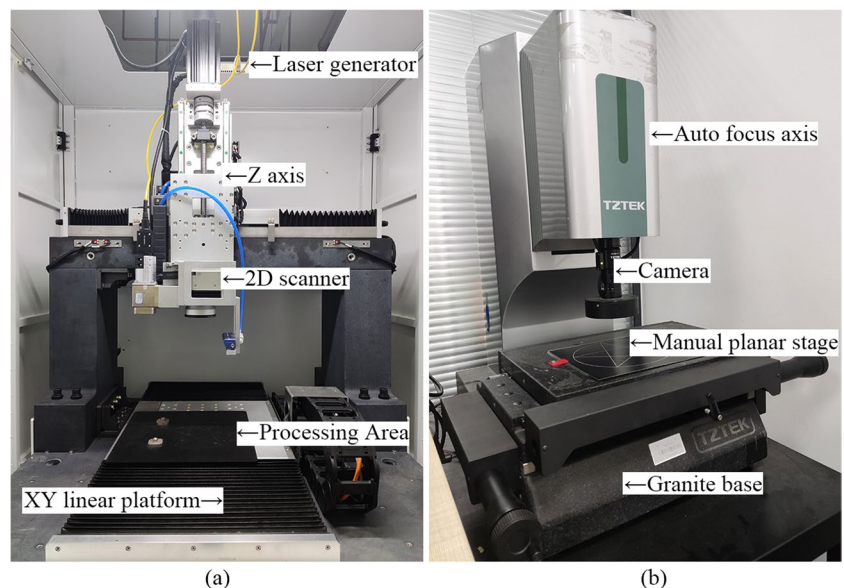 ←Laser generator
←Z axis
←2D scanner
←Processing Area
XY linear platform→
(a)
←Auto focus axis
TZTEK
←Camera
←Manual planar stage
TZTEK
←Granite base
(b)